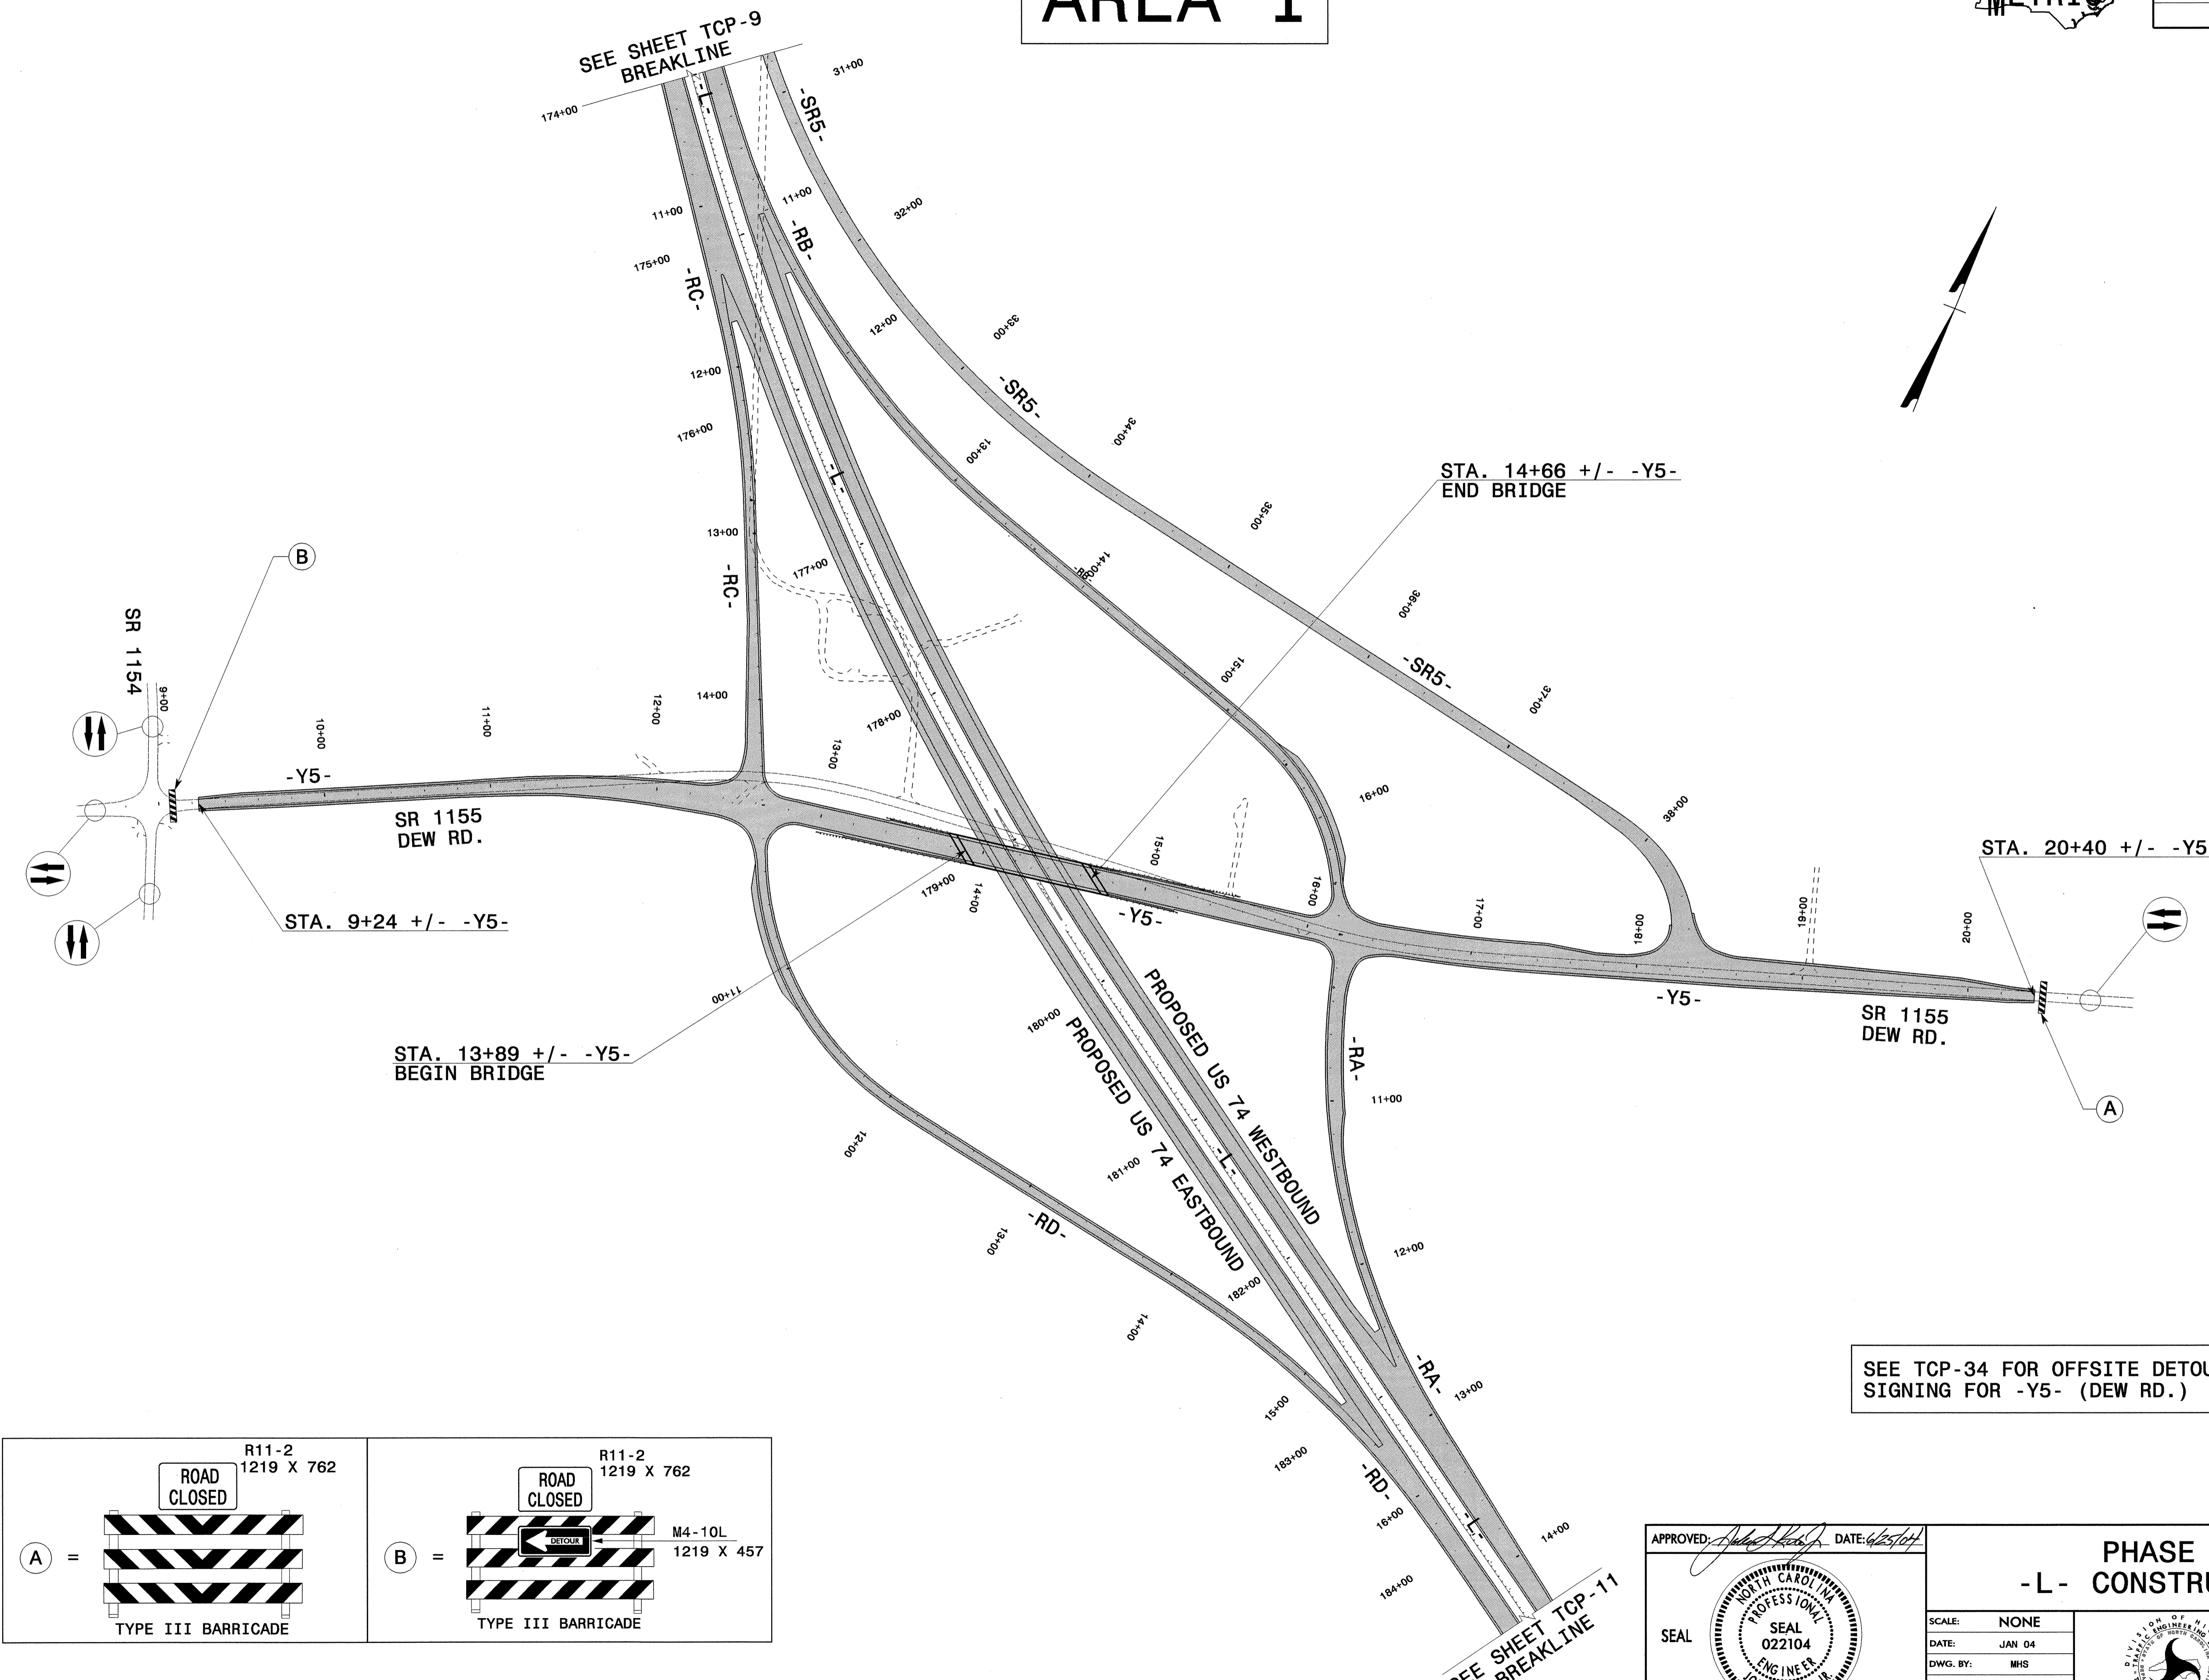 AREA 1
METRIC
SEE SHEET TCP-9
BREAKLINE
174+00
-L-
31+00
-SR5-
11+00
11+00
-RB-
32+00
175+00
-RC-
12+00
33+00
12+00
-SR5-
176+00
13+00
34+00
-L-
STA. 14+66 +/- -Y5-
END BRIDGE
13+00
-RC-
177+00
-RB-
14+00
35+00
36+00
B
SR 1154
9+00
10+00
11+00
12+00
14+00
13+00
178+00
15+00
-SR5-
37+00
-Y5-
SR 1155
DEW RD.
16+00
38+00
STA. 20+40 +/- -Y5
15+00
179+00
14+00
-Y5-
16+00
17+00
18+00
19+00
20+00
STA. 9+24 +/- -Y5-
11+00
-Y5-
SR 1155
DEW RD.
STA. 13+89 +/- -Y5-
BEGIN BRIDGE
180+00
PROPOSED US 74 WESTBOUND
PROPOSED US 74 EASTBOUND
-RA-
11+00
A
12+00
181+00
-L-
-RD-
13+00
12+00
182+00
14+00
-RA-
13+00
15+00
183+00
-RD-
16+00
-L-
14+00
184+00
SEE SHEET TCP-11
BREAKLINE
SEE TCP-34 FOR OFFSITE DETOU
SIGNING FOR -Y5- (DEW RD.)
A =
R11-2
1219 X 762
ROAD
CLOSED
TYPE III BARRICADE
B =
R11-2
1219 X 762
ROAD
CLOSED
DETOUR
M4-10L
1219 X 457
TYPE III BARRICADE
APPROVED: DATE: 6/25/04
SEAL
NORTH CAROLINA
PROFESSIONAL
SEAL
022104
ENGINEER
PHASE
-L- CONSTRU
SCALE: NONE
DATE: JAN 04
DWG. BY: MHS